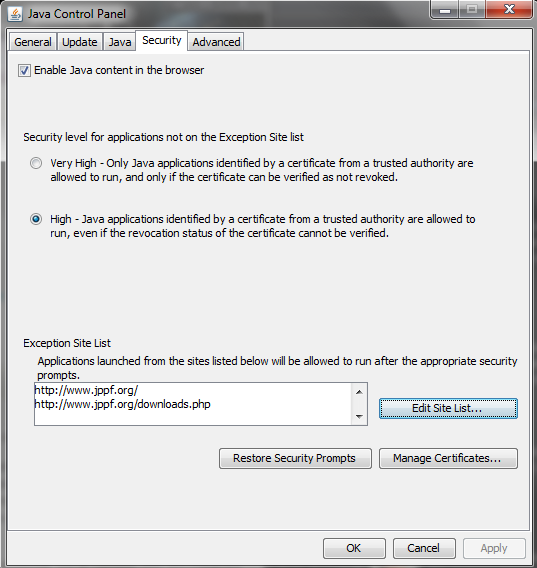 Java Control Panel
General Update Java Security Advanced
Enable Java content in the browser
Security level for applications not on the Exception Site list
Very High - Only Java applications identified by a certificate from a trusted authority are
allowed to run, and only if the certificate can be verified as not revoked.
High - Java applications identified by a certificate from a trusted authority are allowed to
run, even if the revocation status of the certificate cannot be verified.
Exception Site List
Applications launched from the sites listed below will be allowed to run after the appropriate security
prompts.
http://www.jppf.org/
http://www.jppf.org/downloads.php
Edit Site List...
Restore Security Prompts Manage Certificates...
OK Cancel Apply